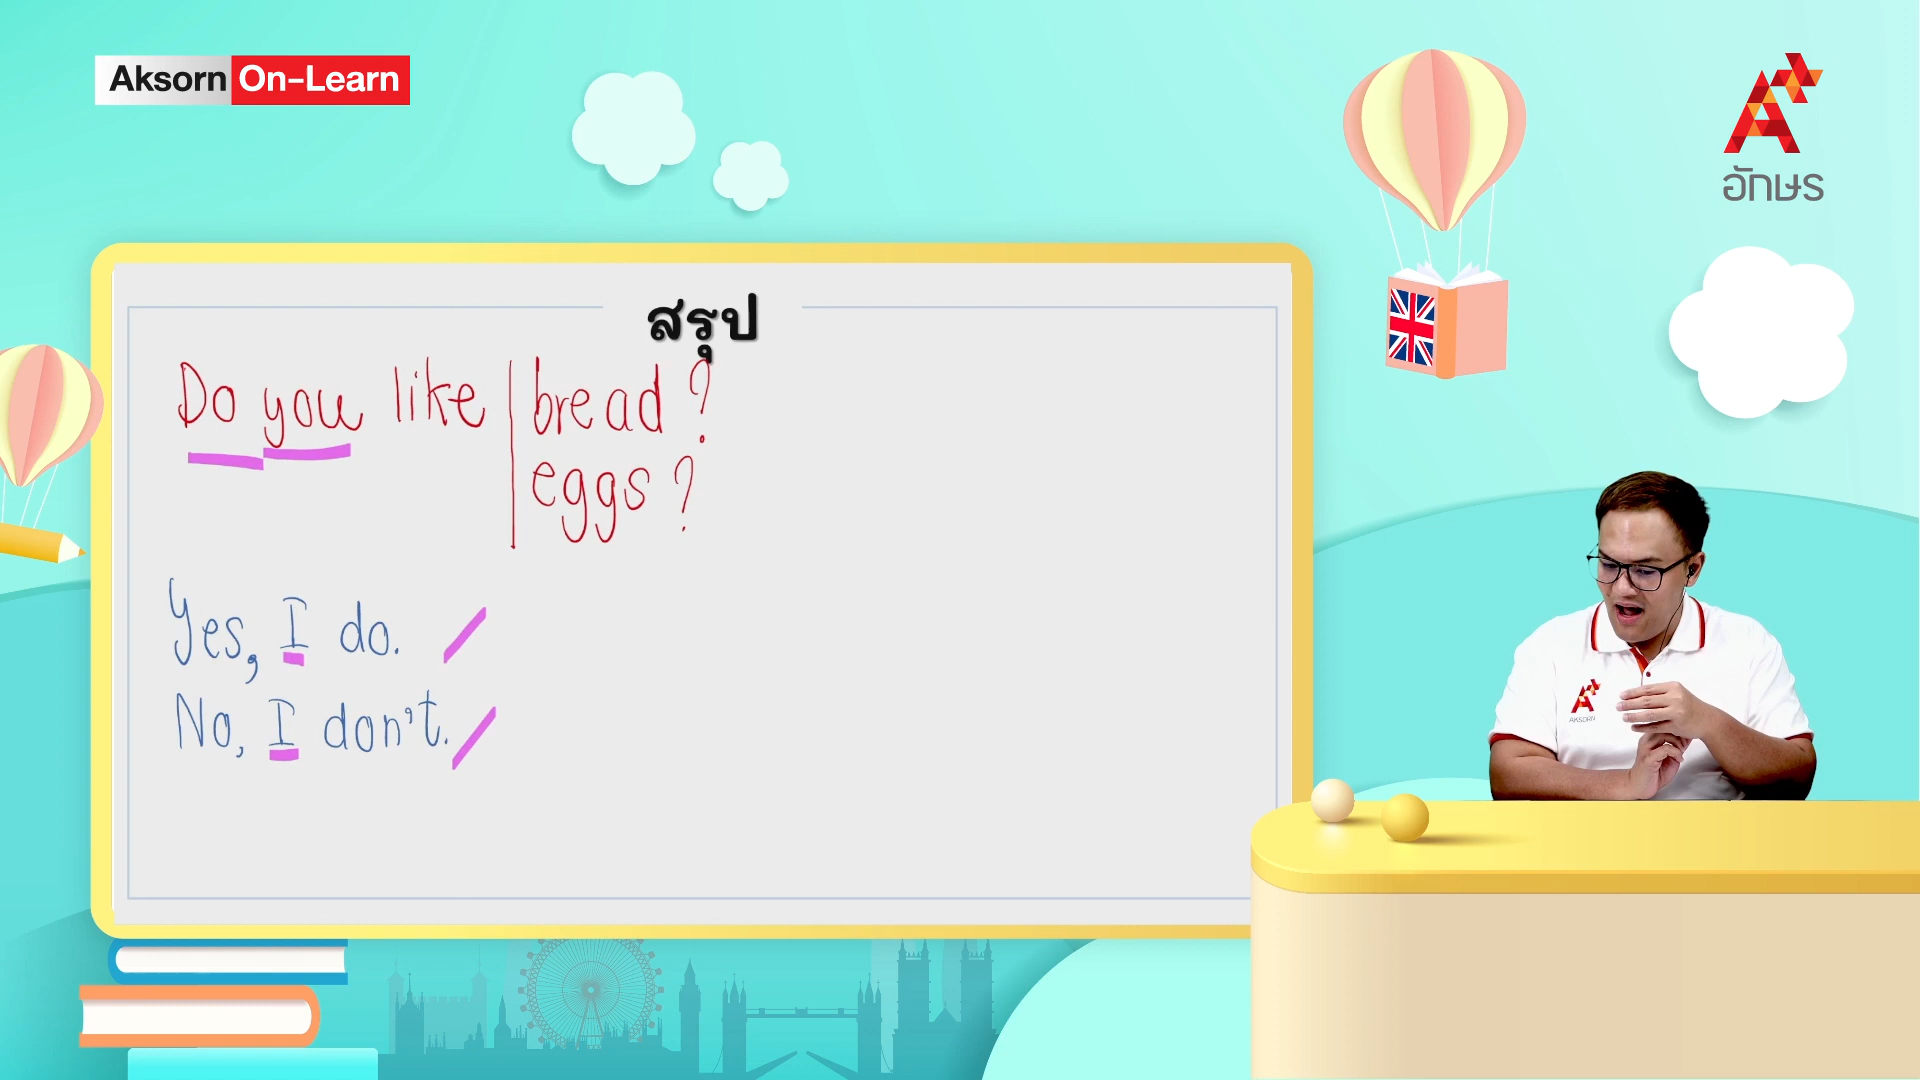 Aksorn On-Learn
อักษร
สรุป
Do you like bread ?
eggs ?
Yes, I do.
No, I don't.
AKSORN